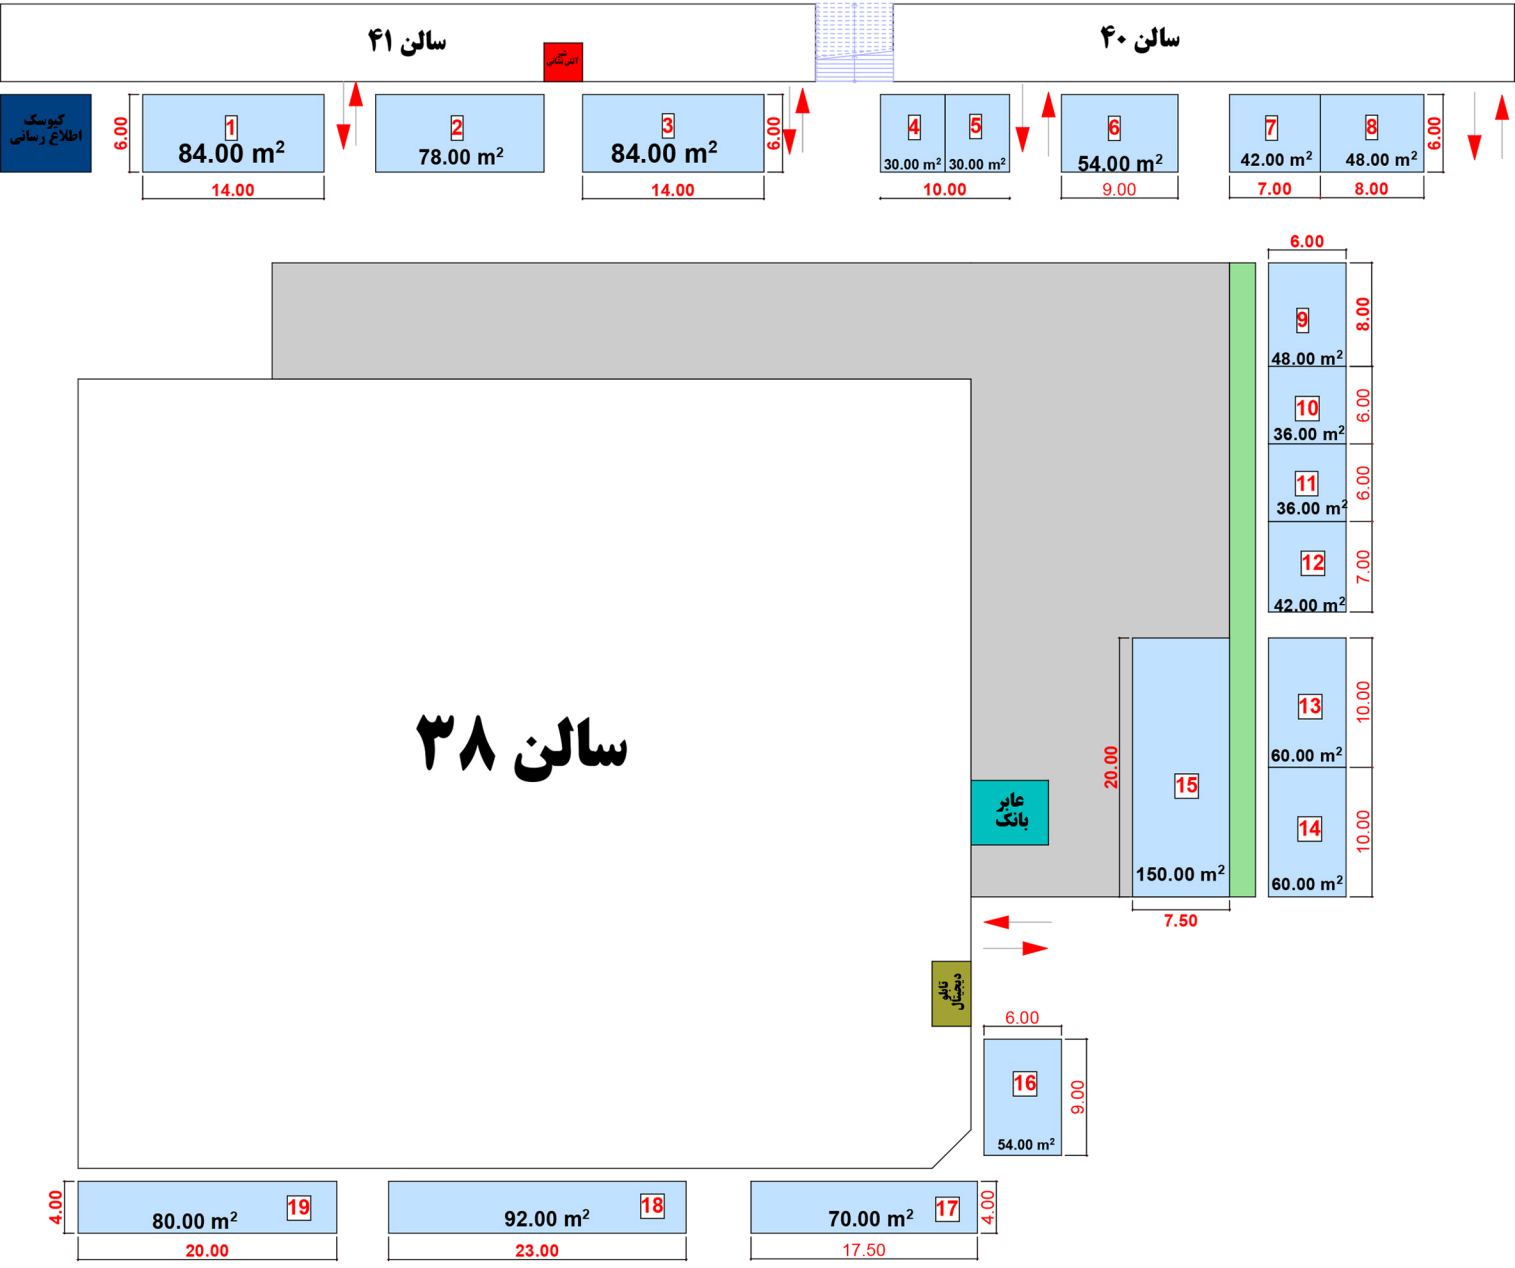 سالن ۴۱
سالن ۴۰
شیر
آتش نشانی
کیوسک
اطلاع رسانی
6.00
1
84.00 m²
14.00
2
78.00 m²
3
84.00 m²
6.00
14.00
4
30.00 m²
5
30.00 m²
10.00
6
54.00 m²
9.00
7
42.00 m²
7.00
8
48.00 m²
8.00
6.00
6.00
9
48.00 m²
8.00
10
36.00 m²
6.00
11
36.00 m²
6.00
12
42.00 m²
7.00
13
60.00 m²
10.00
14
60.00 m²
10.00
20.00
15
150.00 m²
7.50
سالن ۳۸
عابر
بانک
تابلو
دیجیتال
6.00
16
54.00 m²
9.00
4.00
19
80.00 m²
20.00
18
92.00 m²
23.00
17
70.00 m²
4.00
17.50